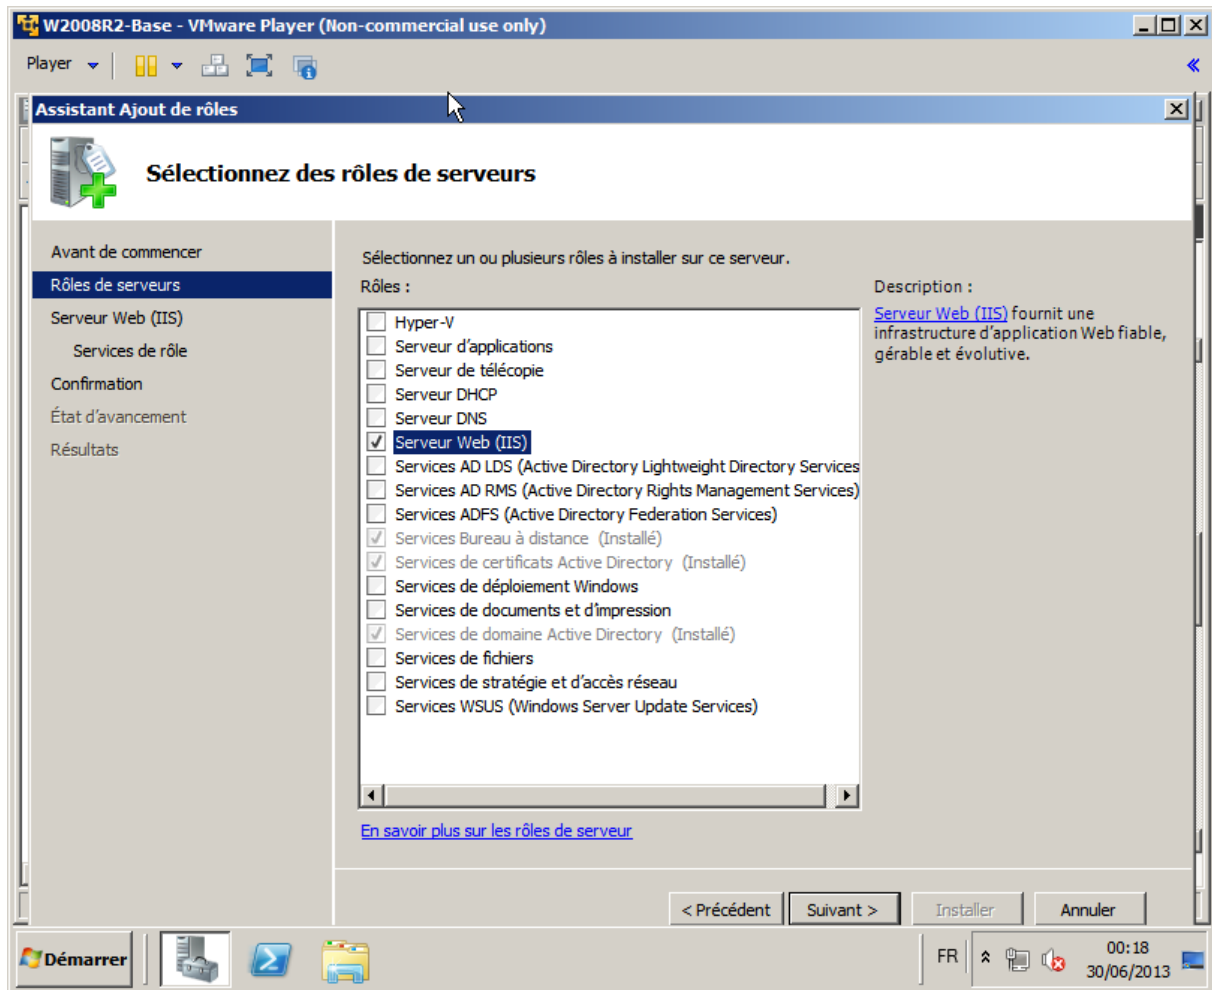 W2008R2-Base - VMware Player (Non-commercial use only)
Player
Assistant Ajout de rôles
Sélectionnez des rôles de serveurs
Avant de commencer
Rôles de serveurs
Serveur Web (IIS)
Services de rôle
Confirmation
État d'avancement
Résultats
Sélectionnez un ou plusieurs rôles à installer sur ce serveur.
Rôles :
Hyper-V
Serveur d'applications
Serveur de télécopie
Serveur DHCP
Serveur DNS
Serveur Web (IIS)
Services AD LDS (Active Directory Lightweight Directory Services
Services AD RMS (Active Directory Rights Management Services)
Services ADFS (Active Directory Federation Services)
Services Bureau à distance (Installé)
Services de certificats Active Directory (Installé)
Services de déploiement Windows
Services de documents et d'impression
Services de domaine Active Directory (Installé)
Services de fichiers
Services de stratégie et d'accès réseau
Services WSUS (Windows Server Update Services)
En savoir plus sur les rôles de serveur
Description :
Serveur Web (IIS) fournit une
infrastructure d'application Web fiable,
gérable et évolutive.
< Précédent
Suivant >
Installer
Annuler
Démarrer
FR
00:18
30/06/2013